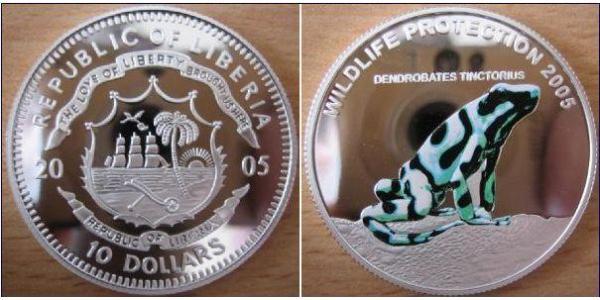 REPUBLIC OF LIBERIA
THE LOVE OF LIBERTY BROUGHT US HERE
20 05
REPUBLIC OF LIBERIA
10 DOLLARS
WILDLIFE PROTECTION 2005
DENDROBATES TINCTORIUS